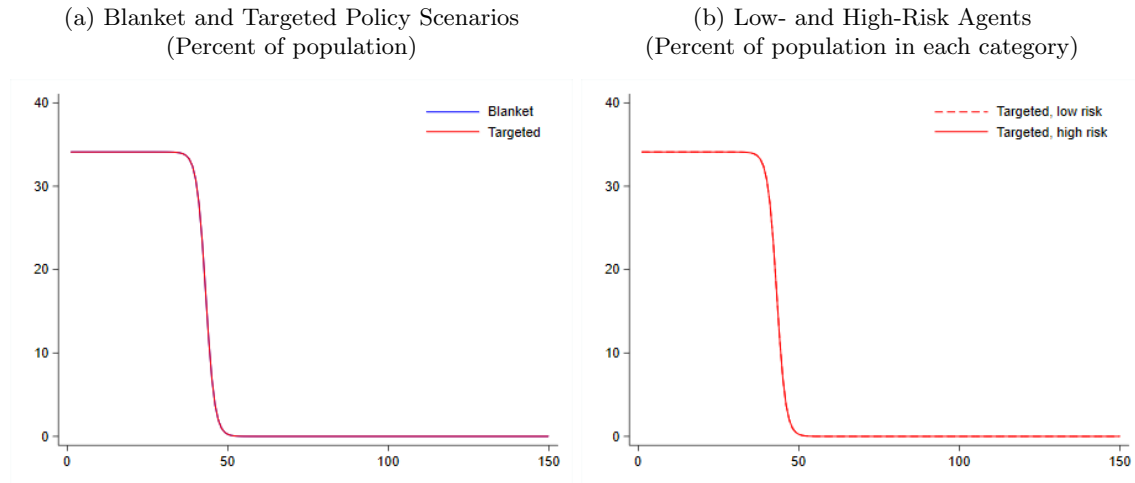 (a) Blanket and Targeted Policy Scenarios
(Percent of population)
40
30
20
10
0
0
50
100
150
Blanket
Targeted
(b) Low- and High-Risk Agents
(Percent of population in each category)
40
30
20
10
0
0
50
100
150
Targeted, low risk
Targeted, high risk